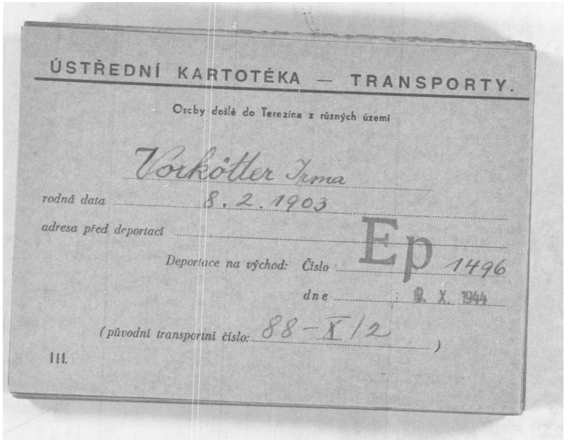 ÚSTŘEDNÍ KARTOTÉKA — TRANSPORTY.
Osoby došlé do Terezína z různých území
Vorkötter Irma
rodná data 8. 2. 1903
adresa před deportací
Deportace na východ: Číslo Ep 1496
dne 9. X. 1944
(původní transportní číslo: 88-X/2 )
III.